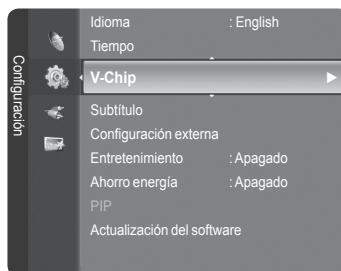 Configuración
Idioma : English
Tiempo
V-Chip
Subtítulo
Configuración externa
Entretenimiento : Apagado
Ahorro energía : Apagado
PIP
Actualización del software